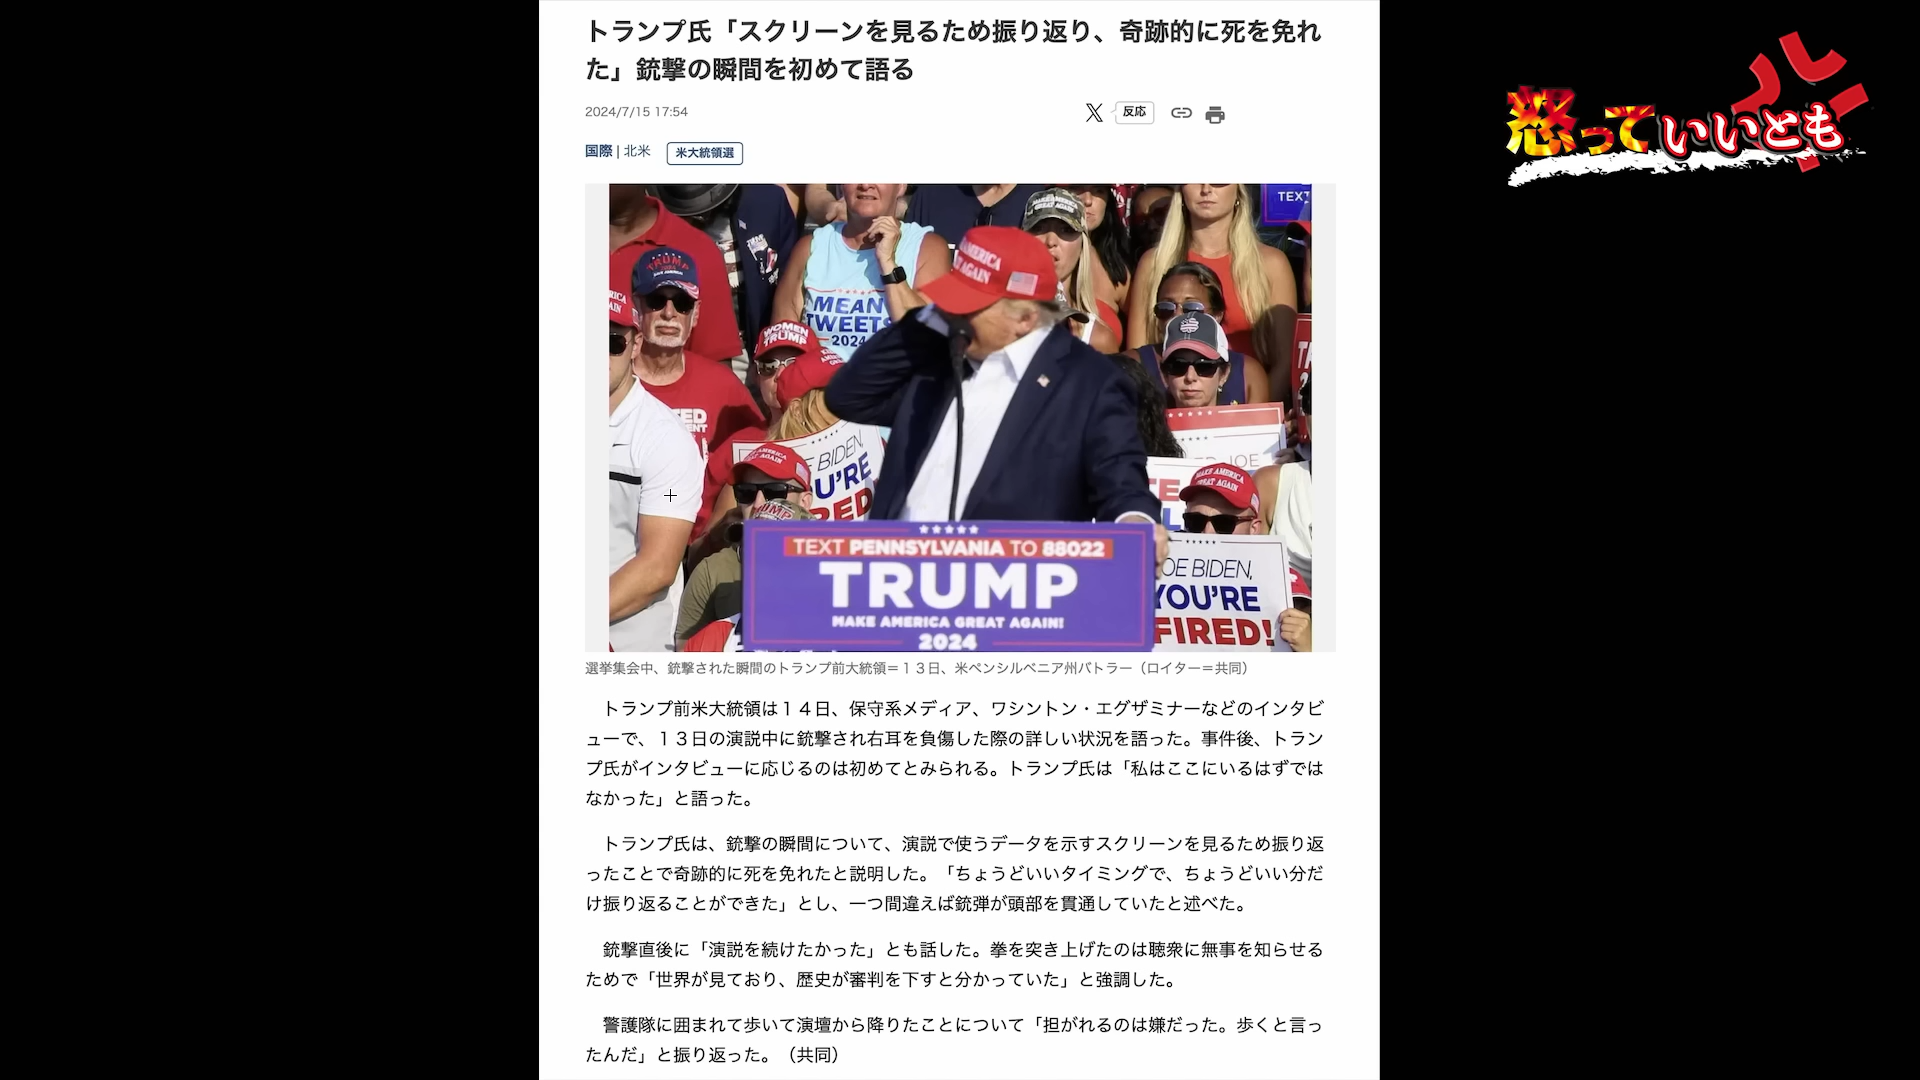 トランプ氏「スクリーンを見るため振り返り、奇跡的に死を免れ
た」銃撃の瞬間を初めて語る
怒っていいとも
2024/7/15 17:54
反応
国際 | 北米
米大統領選
TEXT
MAKE AMERICA
GREAT AGAIN
TRUMP
AMERICA
AGAIN
RICA
AIN
MEAN
TWEETS
2024
WOMEN
TRUMP
BIDEN,
U'RE
RED
JOE
MAKE AMERICA
GREAT AGAIN
TEXT PENNSYLVANIA TO 88022
TRUMP
MAKE AMERICA GREAT AGAIN!
2024
OE BIDEN,
YOU'RE
FIRED!
選挙集会中、銃撃された瞬間のトランプ前大統領＝１３日、米ペンシルベニア州バトラー（ロイター＝共同）
トランプ前米大統領は１４日、保守系メディア、ワシントン・エグザミナーなどのインタビ
ューで、１３日の演説中に銃撃され右耳を負傷した際の詳しい状況を語った。事件後、トラン
プ氏がインタビューに応じるのは初めてとみられる。トランプ氏は「私はここにいるはずでは
なかった」と語った。
トランプ氏は、銃撃の瞬間について、演説で使うデータを示すスクリーンを見るため振り返
ったことで奇跡的に死を免れたと説明した。「ちょうどいいタイミングで、ちょうどいい分だ
け振り返ることができた」とし、一つ間違えば銃弾が頭部を貫通していたと述べた。
銃撃直後に「演説を続けたかった」とも話した。拳を突き上げたのは聴衆に無事を知らせる
ためで「世界が見ており、歴史が審判を下すと分かっていた」と強調した。
警護隊に囲まれて歩いて演壇から降りたことについて「担がれるのは嫌だった。歩くと言っ
たんだ」と振り返った。（共同）